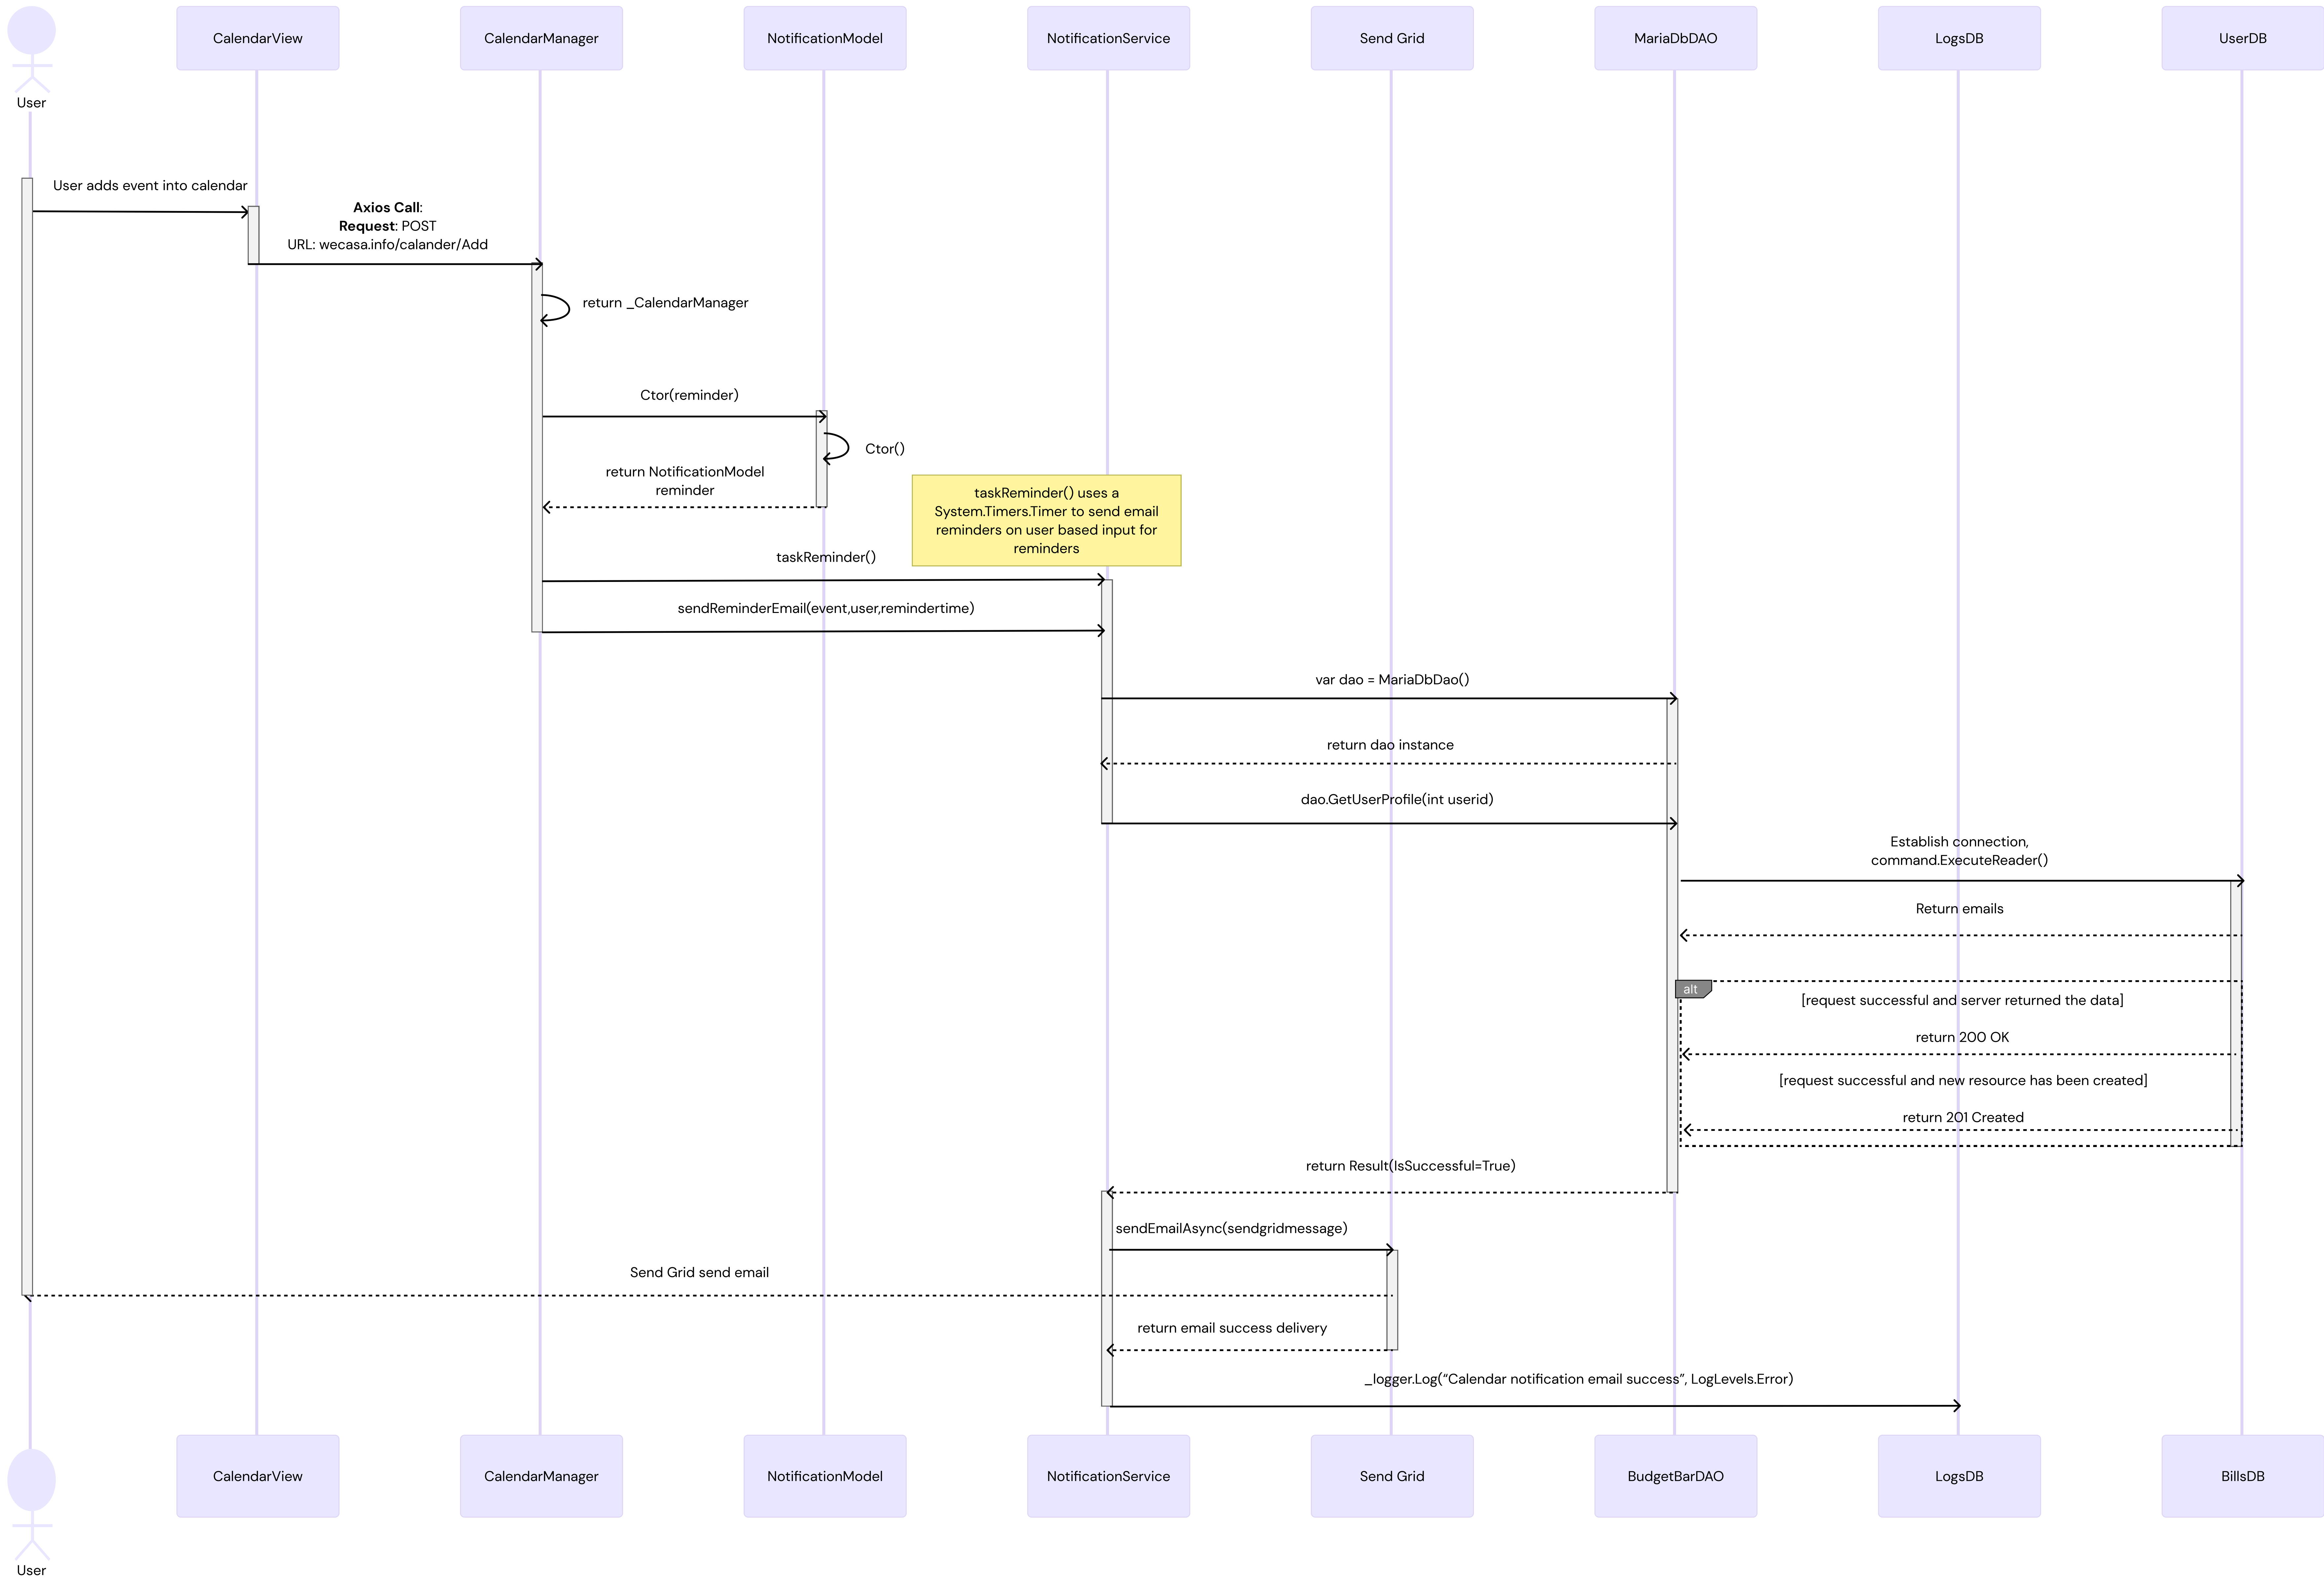 CalendarView
CalendarManager
NotificationModel
NotificationService
Send Grid
MariaDbDAO
LogsDB
UserDB
User
User adds event into calendar
Axios Call:
Request: POST
URL: wecasa.info/calander/Add
return _CalendarManager
Ctor(reminder)
Ctor()
return NotificationModel
reminder
taskReminder() uses a
System.Timers.Timer to send email
reminders on user based input for
reminders
taskReminder()
sendReminderEmail(event,user,remindertime)
var dao = MariaDbDao()
return dao instance
dao.GetUserProfile(int userid)
Establish connection,
command.ExecuteReader()
Return emails
alt
[request successful and server returned the data]
return 200 OK
[request successful and new resource has been created]
return 201 Created
return Result(IsSuccessful=True)
sendEmailAsync(sendgridmessage)
Send Grid send email
return email success delivery
_logger.Log(“Calendar notification email success”, LogLevels.Error)
CalendarView
CalendarManager
NotificationModel
NotificationService
Send Grid
BudgetBarDAO
LogsDB
BillsDB
User